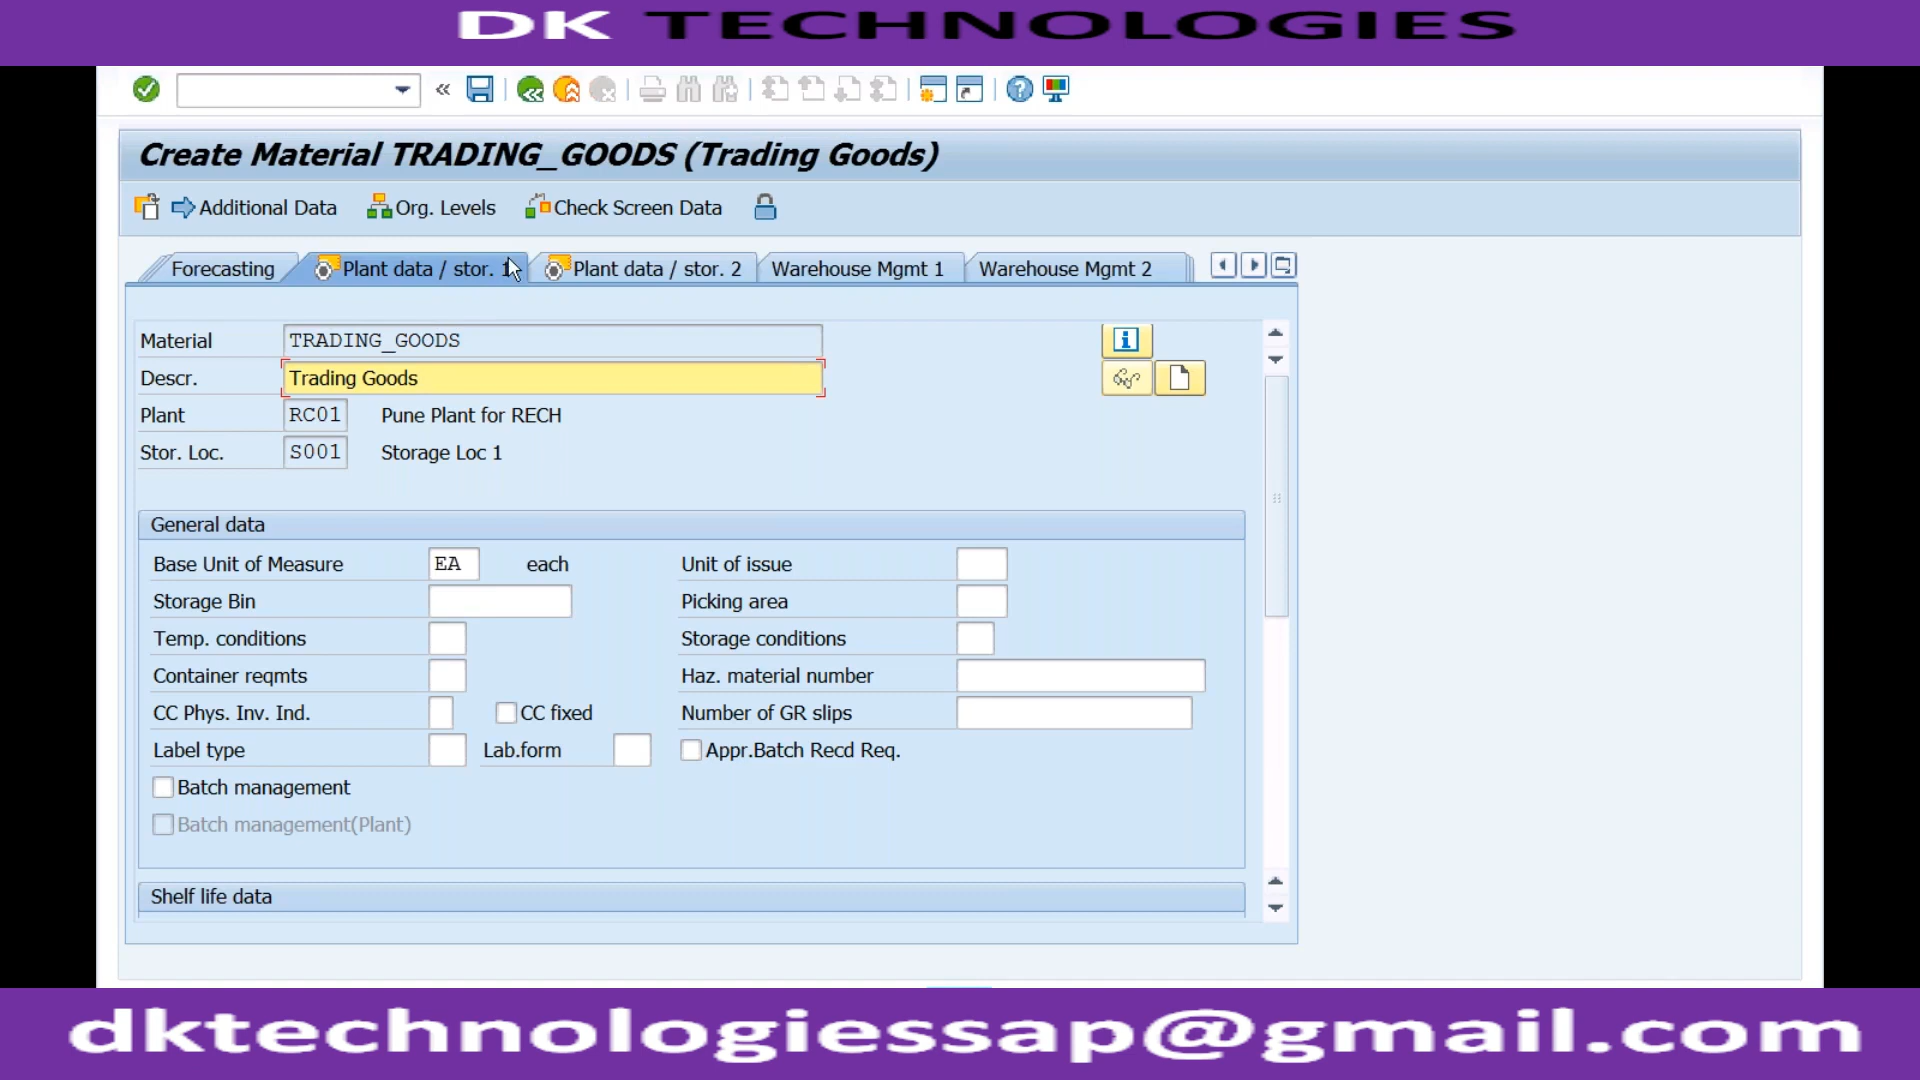 DK TECHNOLOGIES
Create Material TRADING_GOODS (Trading Goods)
Additional Data Org. Levels Check Screen Data
Forecasting Plant data / stor. 1 Plant data / stor. 2 Warehouse Mgmt 1 Warehouse Mgmt 2
Material TRADING_GOODS
Descr. Trading Goods
Plant RC01 Pune Plant for RECH
Stor. Loc. S001 Storage Loc 1
General data
Base Unit of Measure EA each Unit of issue
Storage Bin Picking area
Temp. conditions Storage conditions
Container reqmts Haz. material number
CC Phys. Inv. Ind. CC fixed Number of GR slips
Label type Lab.form Appr.Batch Recd Req.
Batch management
Batch management(Plant)
Shelf life data
dktechnologiessap@gmail.com